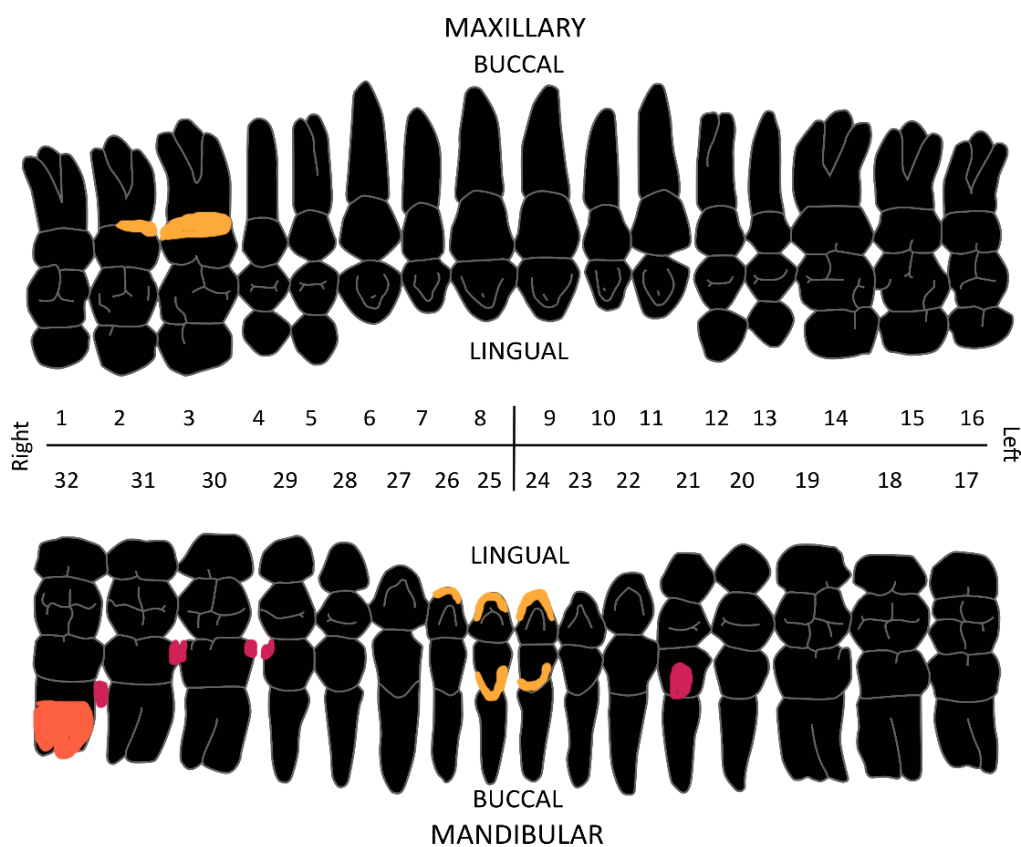 MAXILLARY
BUCCAL
LINGUAL
1 2 3 4 5 6 7 8 9 10 11 12 13 14 15 16
Right
Left
32 31 30 29 28 27 26 25 24 23 22 21 20 19 18 17
LINGUAL
BUCCAL
MANDIBULAR